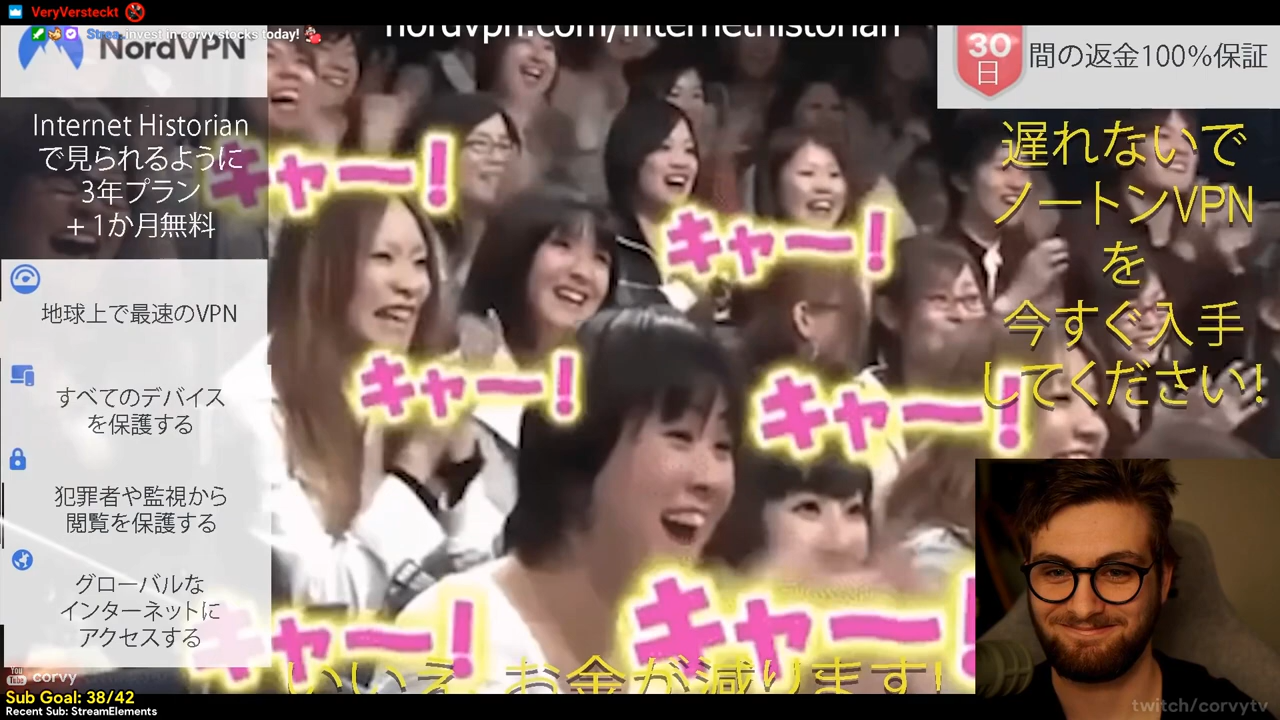 VeryVersteckt
Strea: invest in corvy stocks today!
nordvpn.com/internethistorian
NordVPN
Internet Historian
で見られるように
3年プラン
+ 1か月無料
地球上で最速のVPN
すべてのデバイス
を保護する
犯罪者や監視から
閲覧を保護する
グローバルな
インターネットに
アクセスする
キャー!
キャー!
キャー!
キャー!
キャー!
キャー!
30
日
間の返金100%保証
遅れないで
ノートンVPN
を
今すぐ入手
してください!
いいえ お金が減ります!
You
Tube
corvy
Sub Goal: 38/42
Recent Sub: StreamElements
twitch/corvytv